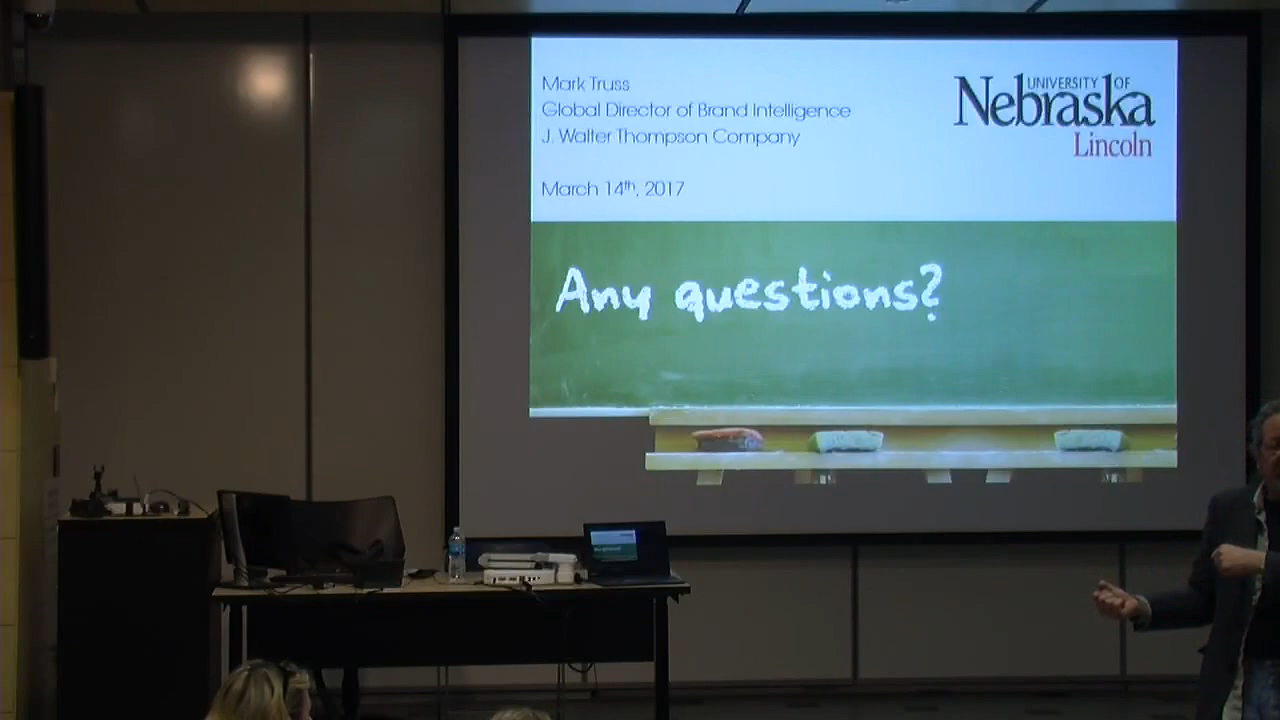 Mark Truss
Global Director of Brand Intelligence
J. Walter Thompson Company
March 14th, 2017
UNIVERSITY OF
Nebraska
Lincoln
Any questions?